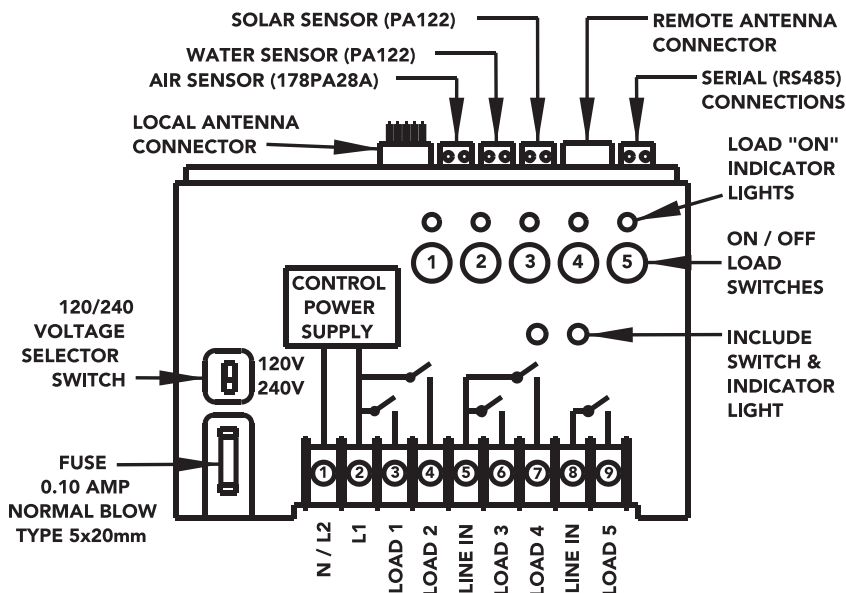 SOLAR SENSOR (PA122)
WATER SENSOR (PA122)
AIR SENSOR (178PA28A)
LOCAL ANTENNA
CONNECTOR
REMOTE ANTENNA
CONNECTOR
SERIAL (RS485)
CONNECTIONS
LOAD "ON"
INDICATOR
LIGHTS
1 2 3 4 5
ON / OFF
LOAD
SWITCHES
CONTROL
POWER
SUPPLY
120/240
VOLTAGE
SELECTOR
SWITCH
120V
240V
INCLUDE
SWITCH &
INDICATOR
LIGHT
FUSE
0.10 AMP
NORMAL BLOW
TYPE 5x20mm
1 2 3 4 5 6 7 8 9
N / L2
L1
LOAD 1
LOAD 2
LINE IN
LOAD 3
LOAD 4
LINE IN
LOAD 5